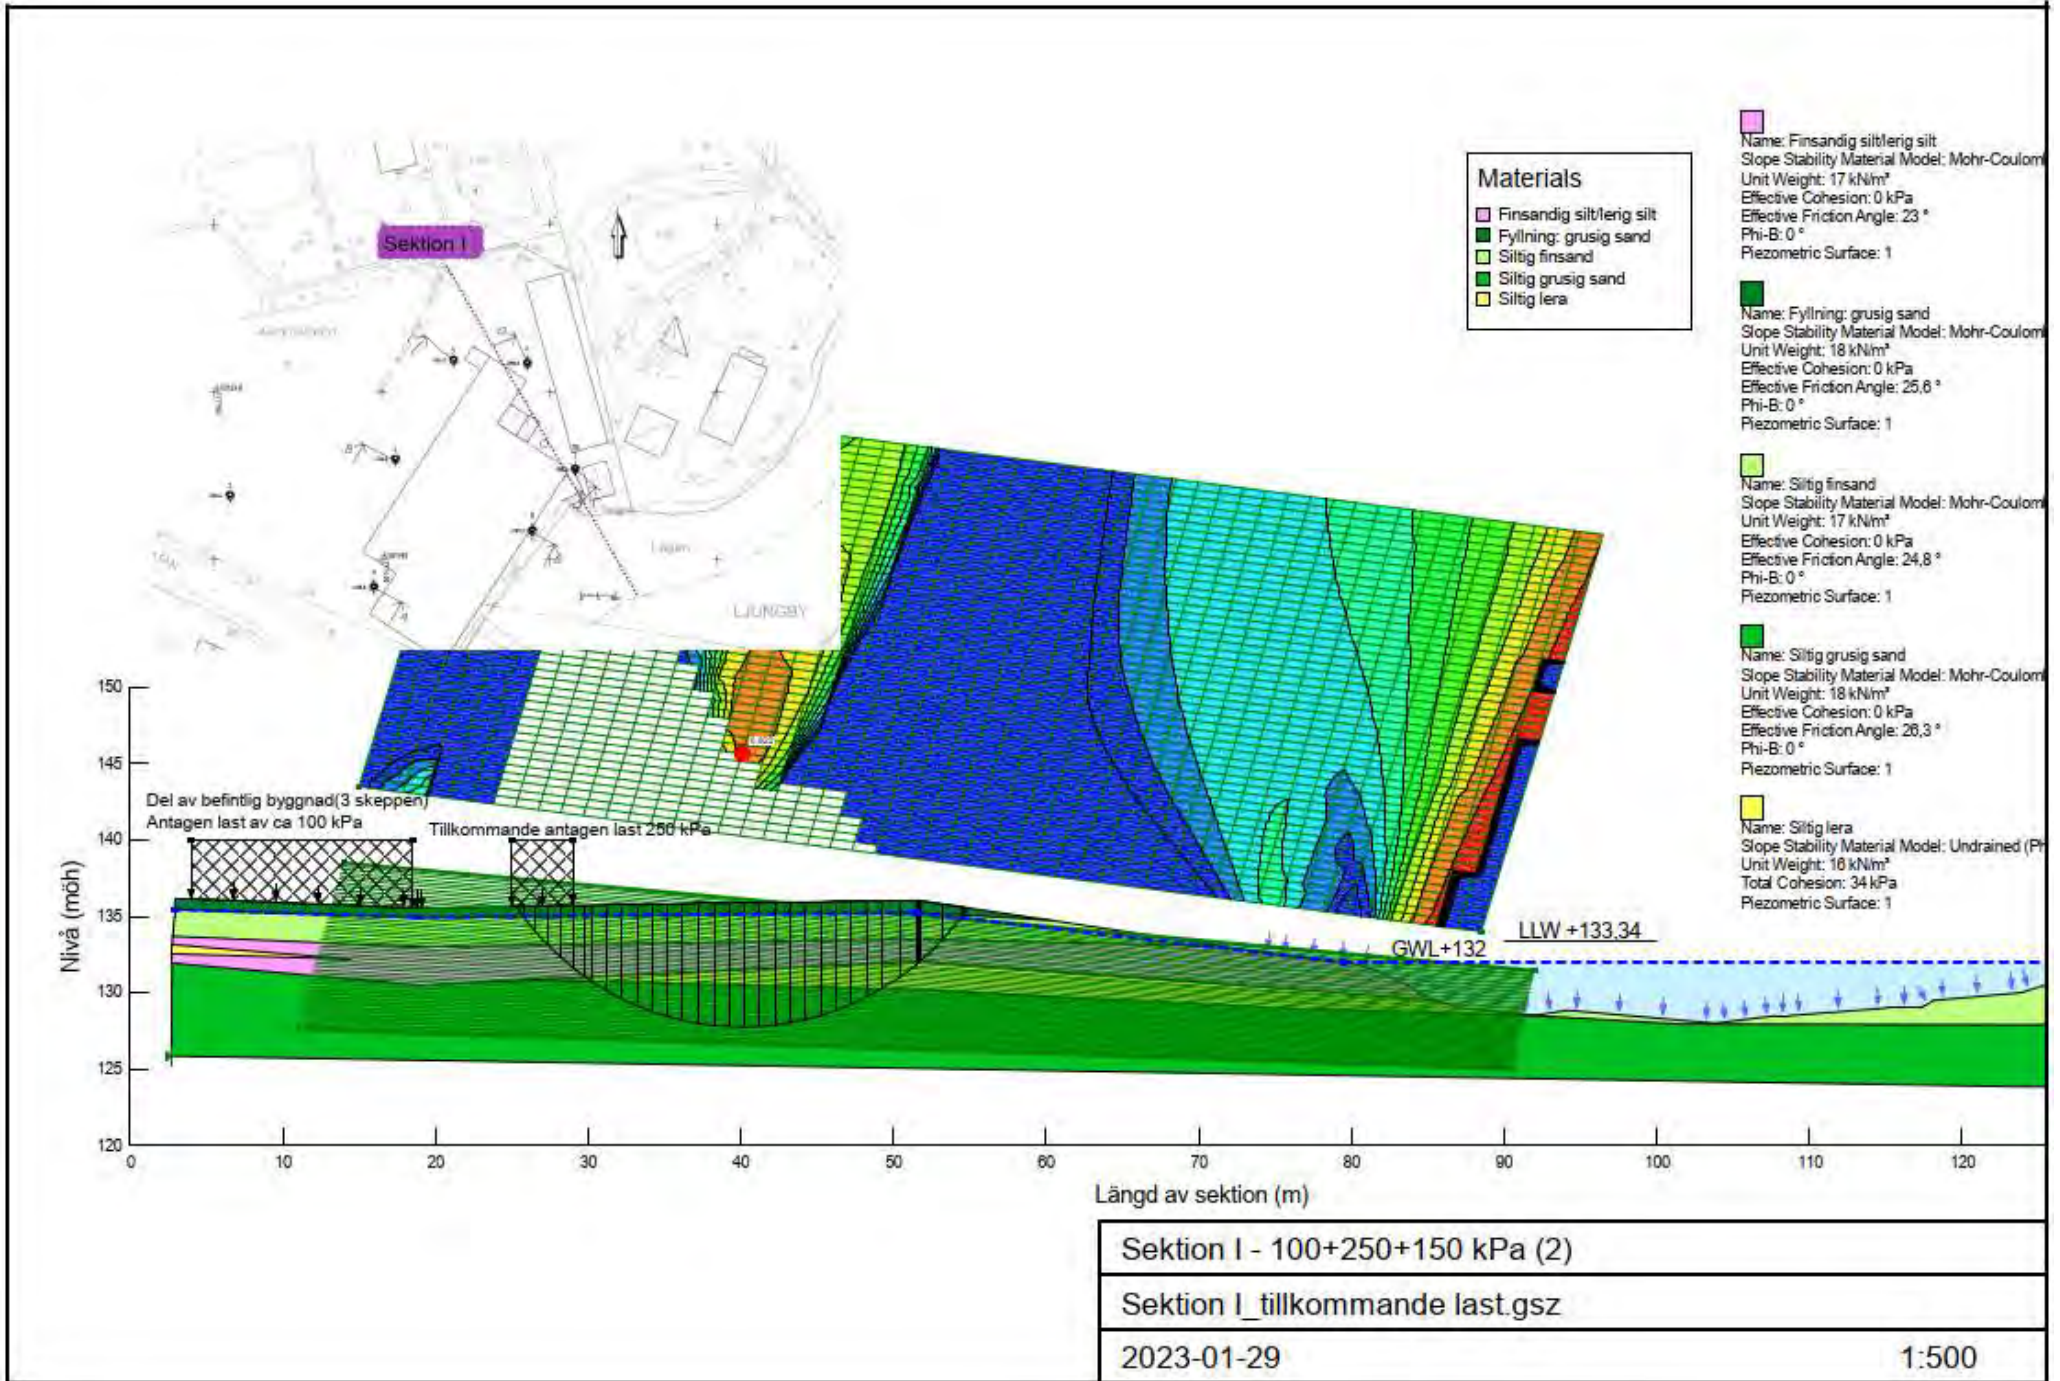 Sektion I
LJUNGBY
Lagan
Materials
Finsandig silt/lerig silt
Fyllning: grusig sand
Siltig finsand
Siltig grusig sand
Siltig lera
Name: Finsandig silt/lerig silt
Slope Stability Material Model: Mohr-Coulom
Unit Weight: 17 kN/m³
Effective Cohesion: 0 kPa
Effective Friction Angle: 23 °
Phi-B: 0 °
Piezometric Surface: 1
Name: Fyllning: grusig sand
Slope Stability Material Model: Mohr-Coulom
Unit Weight: 18 kN/m³
Effective Cohesion: 0 kPa
Effective Friction Angle: 25,6 °
Phi-B: 0 °
Piezometric Surface: 1
Name: Siltig finsand
Slope Stability Material Model: Mohr-Coulom
Unit Weight: 17 kN/m³
Effective Cohesion: 0 kPa
Effective Friction Angle: 24,8 °
Phi-B: 0 °
Piezometric Surface: 1
Name: Siltig grusig sand
Slope Stability Material Model: Mohr-Coulom
Unit Weight: 18 kN/m³
Effective Cohesion: 0 kPa
Effective Friction Angle: 26,3 °
Phi-B: 0 °
Piezometric Surface: 1
Name: Siltig lera
Slope Stability Material Model: Undrained (Ph
Unit Weight: 16 kN/m³
Total Cohesion: 34 kPa
Piezometric Surface: 1
Del av befintlig byggnad(3 skeppen)
Antagen last av ca 100 kPa
Tillkommande antagen last 250 kPa
GWL+132
LLW +133,34
Nivå (möh)
150
145
140
135
130
125
120
0 10 20 30 40 50 60 70 80 90 100 110 120
Längd av sektion (m)
Sektion I - 100+250+150 kPa (2)
Sektion I_tillkommande last.gsz
2023-01-29 1:500